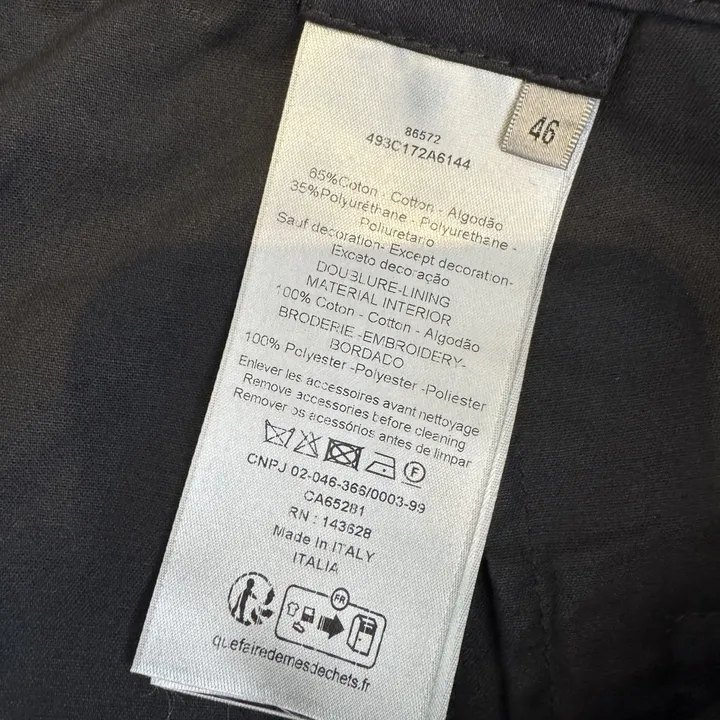 46
86572
493C172A6144
65%Coton - Cotton - Algodão
35%Polyuréthane - Polyurethane -
Poliuretano
Sauf decoration- Except decoration-
Exceto decoração
DOUBLURE-LINING
MATERIAL INTERIOR
100% Coton - Cotton - Algodão
BRODERIE -EMBROIDERY-
BORDADO
100% Polyester -Polyester -Poliester
Enlever les accessoires avant nettoyage
Remove accessories before cleaning
Remover os acessórios antes de limpar
F
CNPJ 02-046-366/0003-99
CA65281
RN : 143628
Made in ITALY
ITALIA
FR
quefairedemesdechets.fr